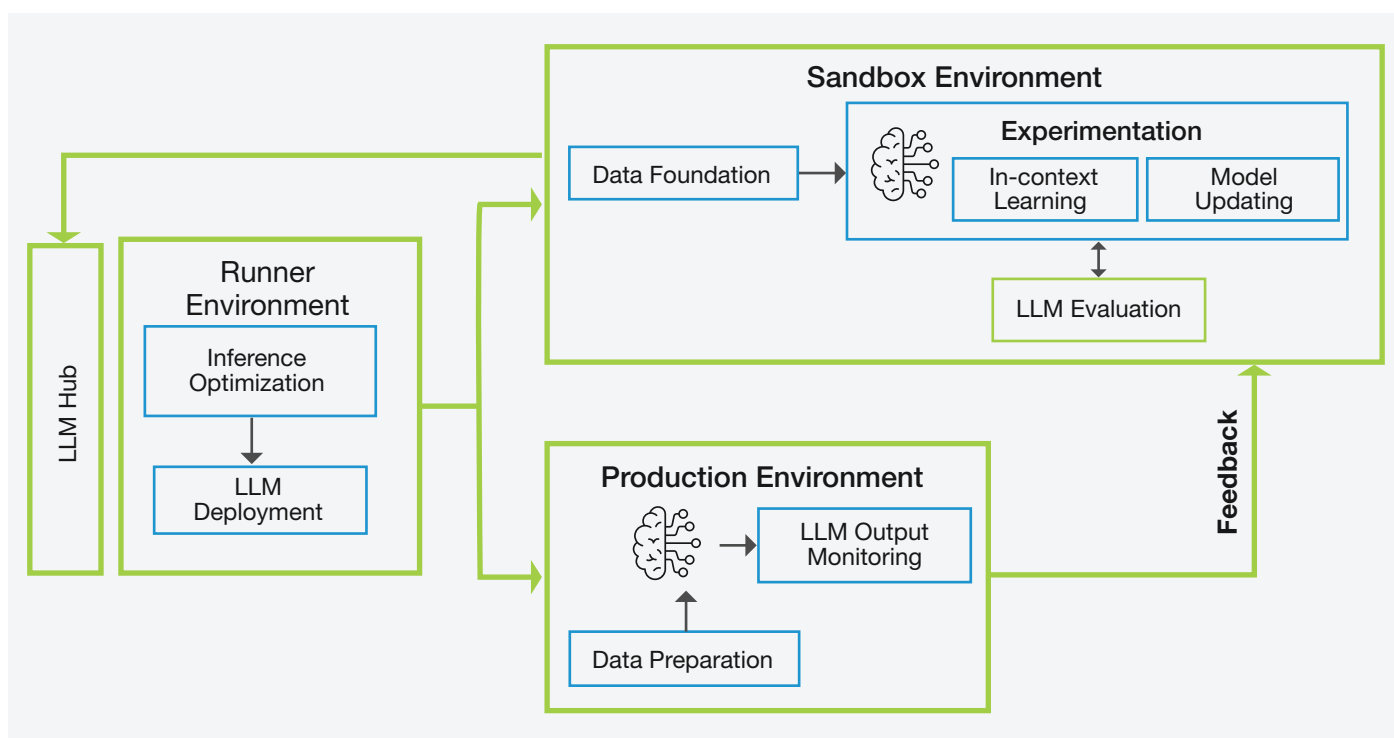 Sandbox Environment
Experimentation
Data Foundation
In-context
Learning
Model
Updating
LLM Evaluation
LLM Hub
Runner
Environment
Inference
Optimization
LLM
Deployment
Production Environment
LLM Output
Monitoring
Data Preparation
Feedback